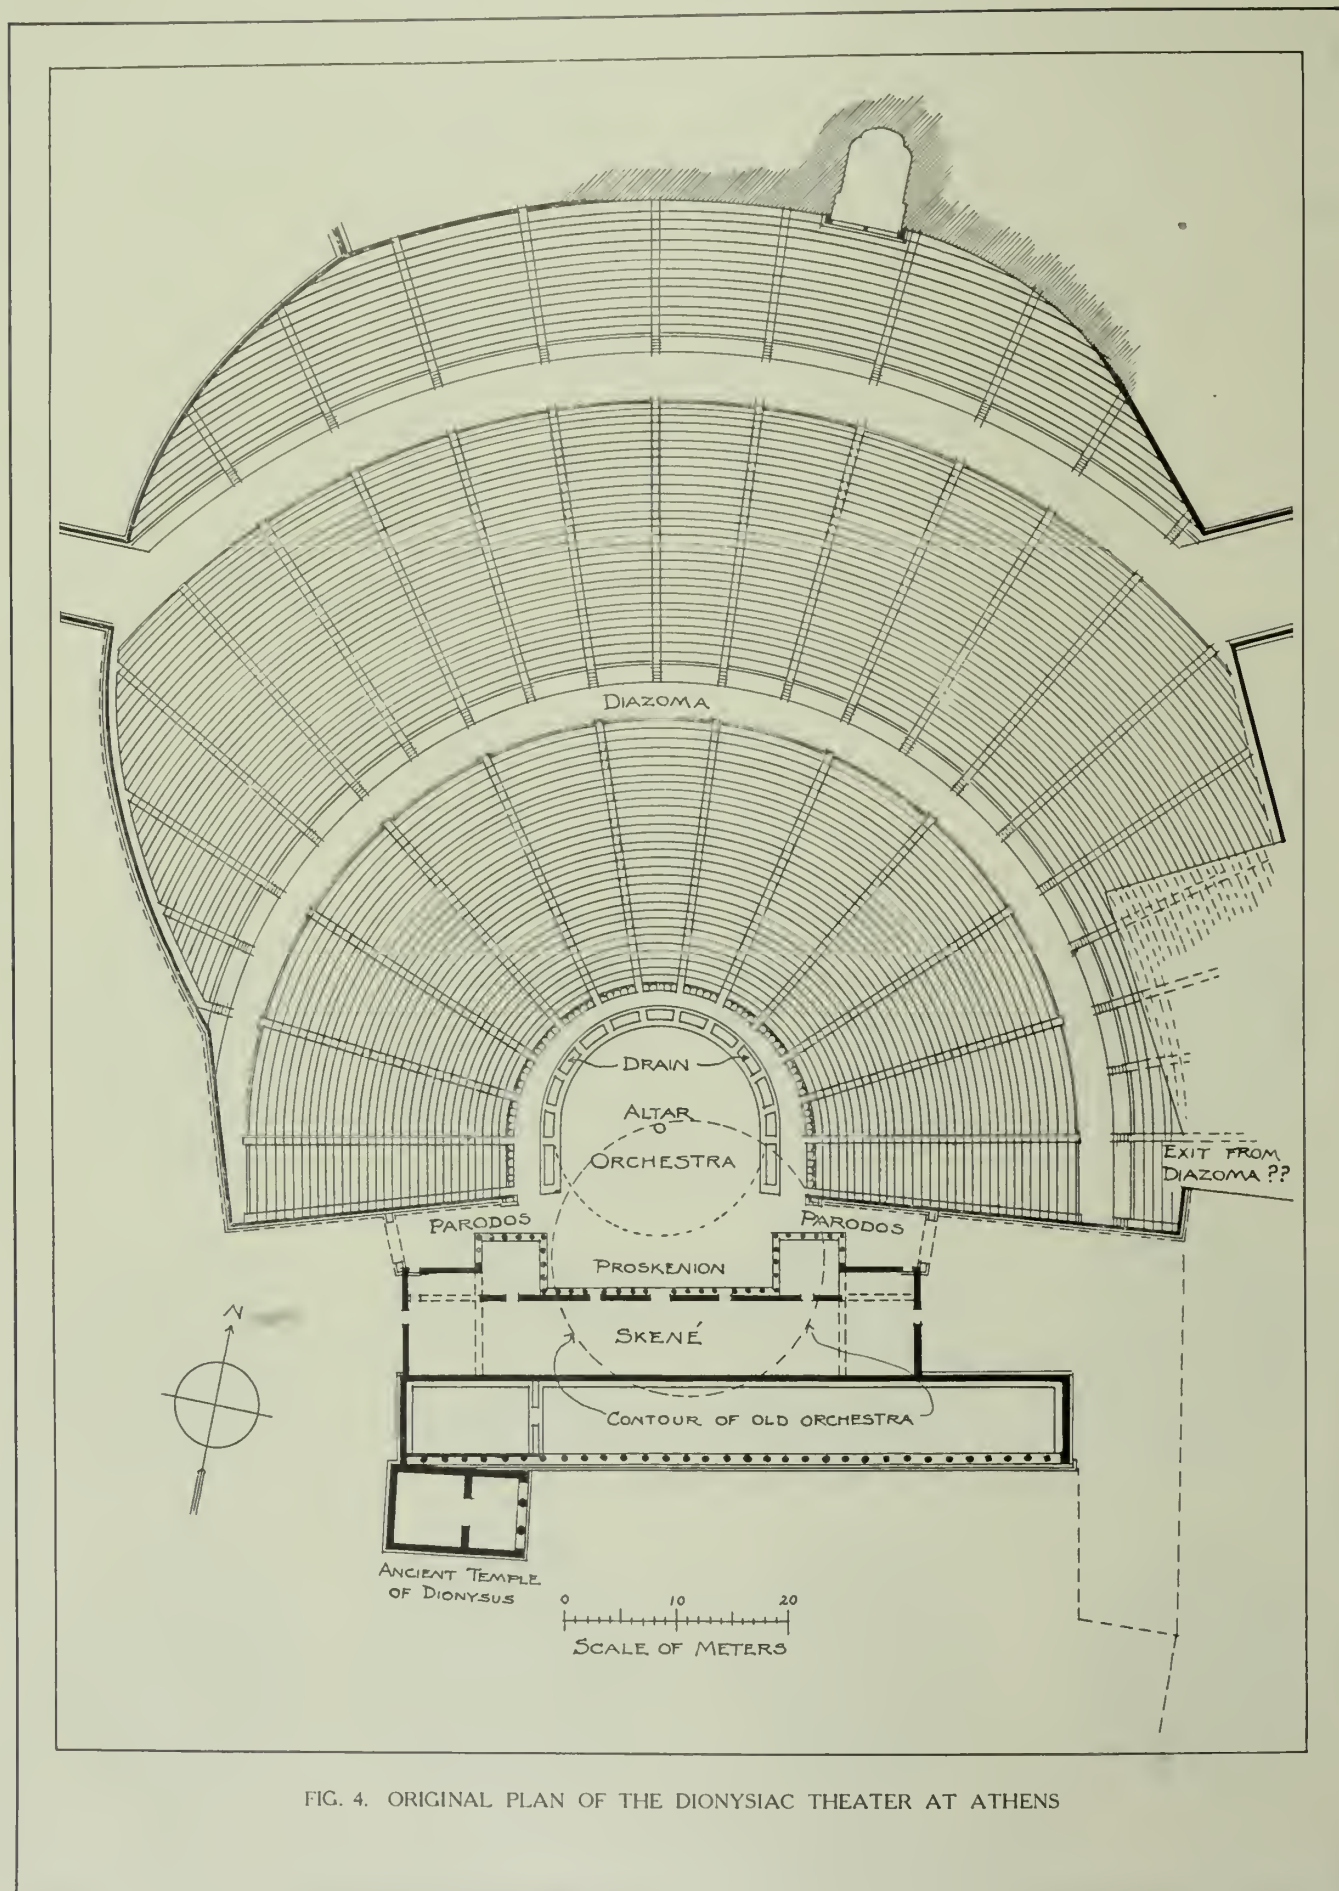 DIAZOMA
DRAIN
ALTAR
ORCHESTRA
EXIT FROM
DIAZOMA ??
PARODOS
PARODOS
PROSKENION
N
SKENÉ
CONTOUR OF OLD ORCHESTRA
ANCIENT TEMPLE
OF DIONYSUS
0 10 20
SCALE OF METERS
FIG. 4. ORIGINAL PLAN OF THE DIONYSIAC THEATER AT ATHENS